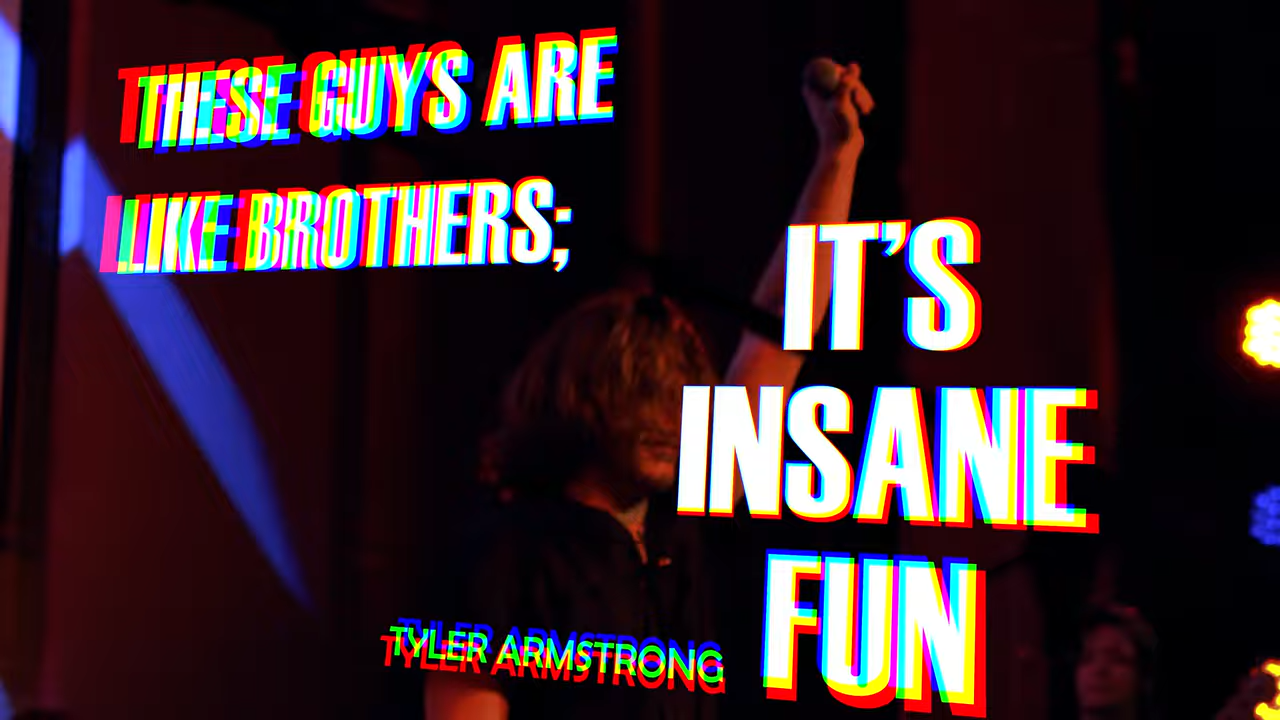 THESE GUYS ARE
LIKE BROTHERS;
IT'S
INSANE
FUN
TYLER ARMSTRONG